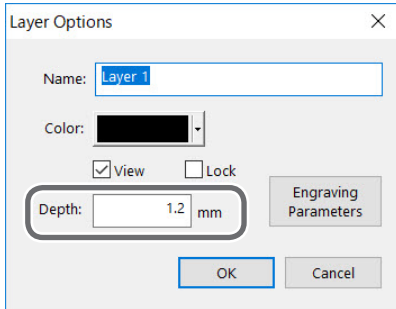 Layer Options
Name: Layer 1
Color:
View Lock
Depth: 1.2 mm
Engraving
Parameters
OK Cancel